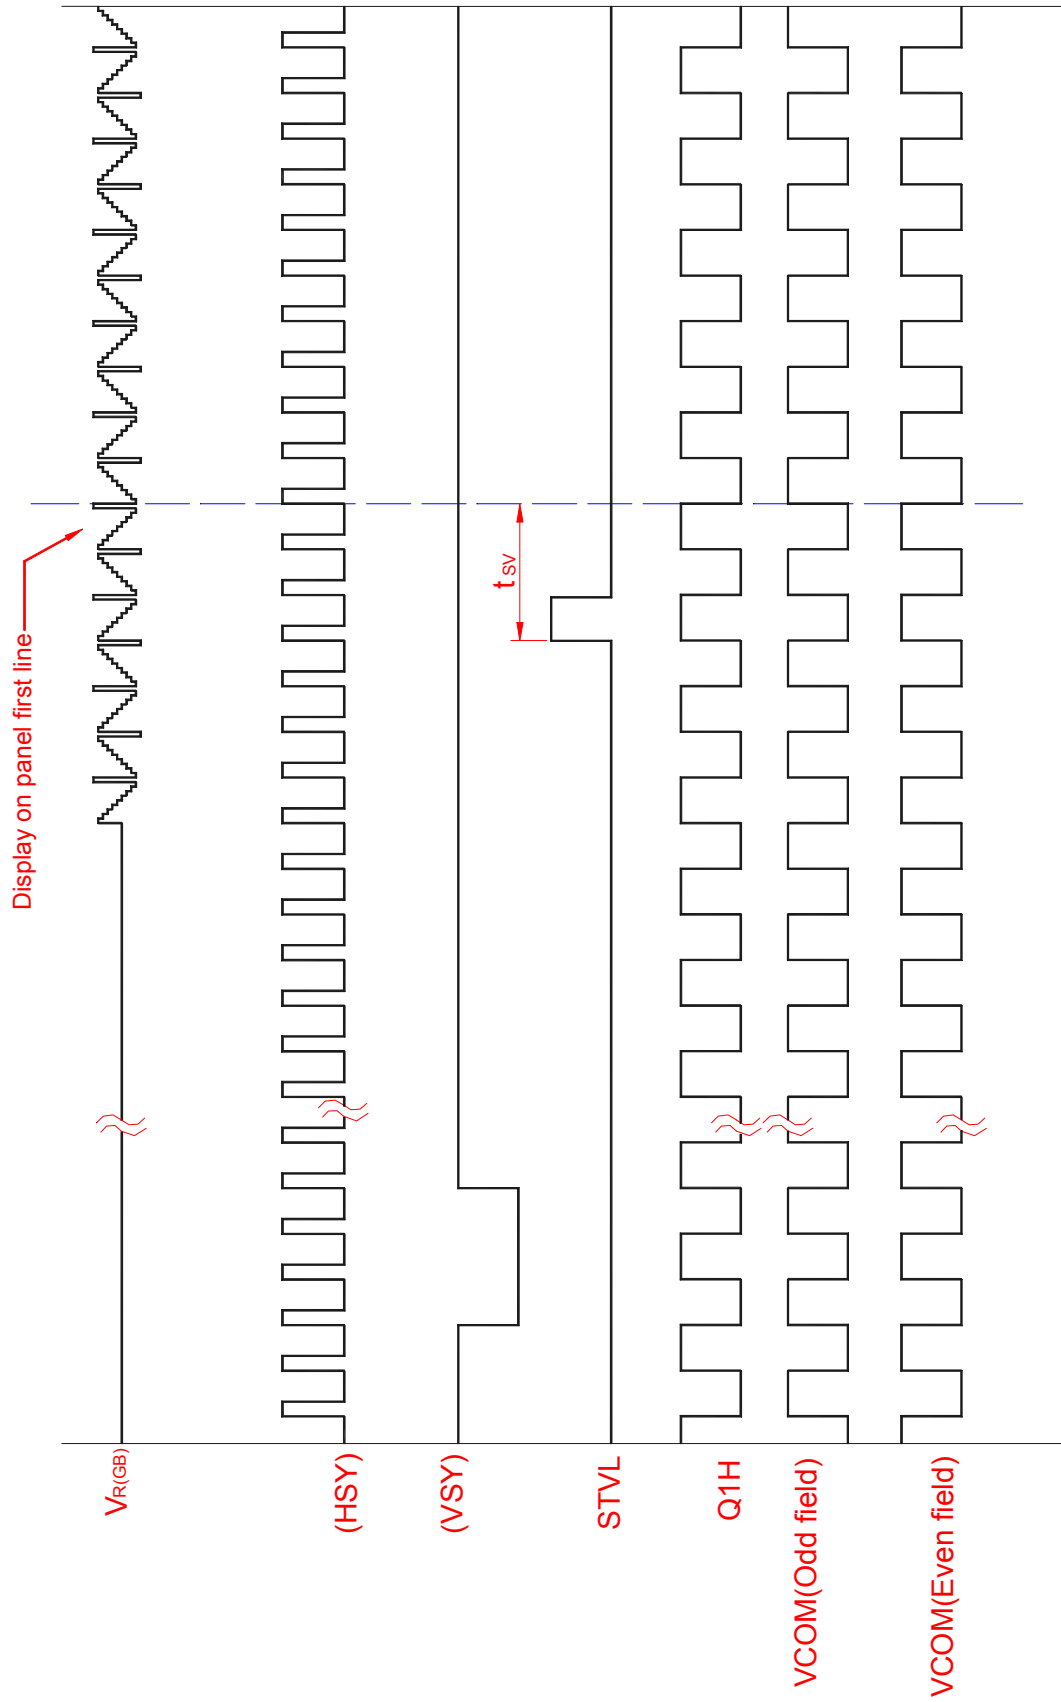 Display on panel first line
VR(GB)
(HSY)
(VSY)
tsv
STVL
Q1H
VCOM(Odd field)
VCOM(Even field)